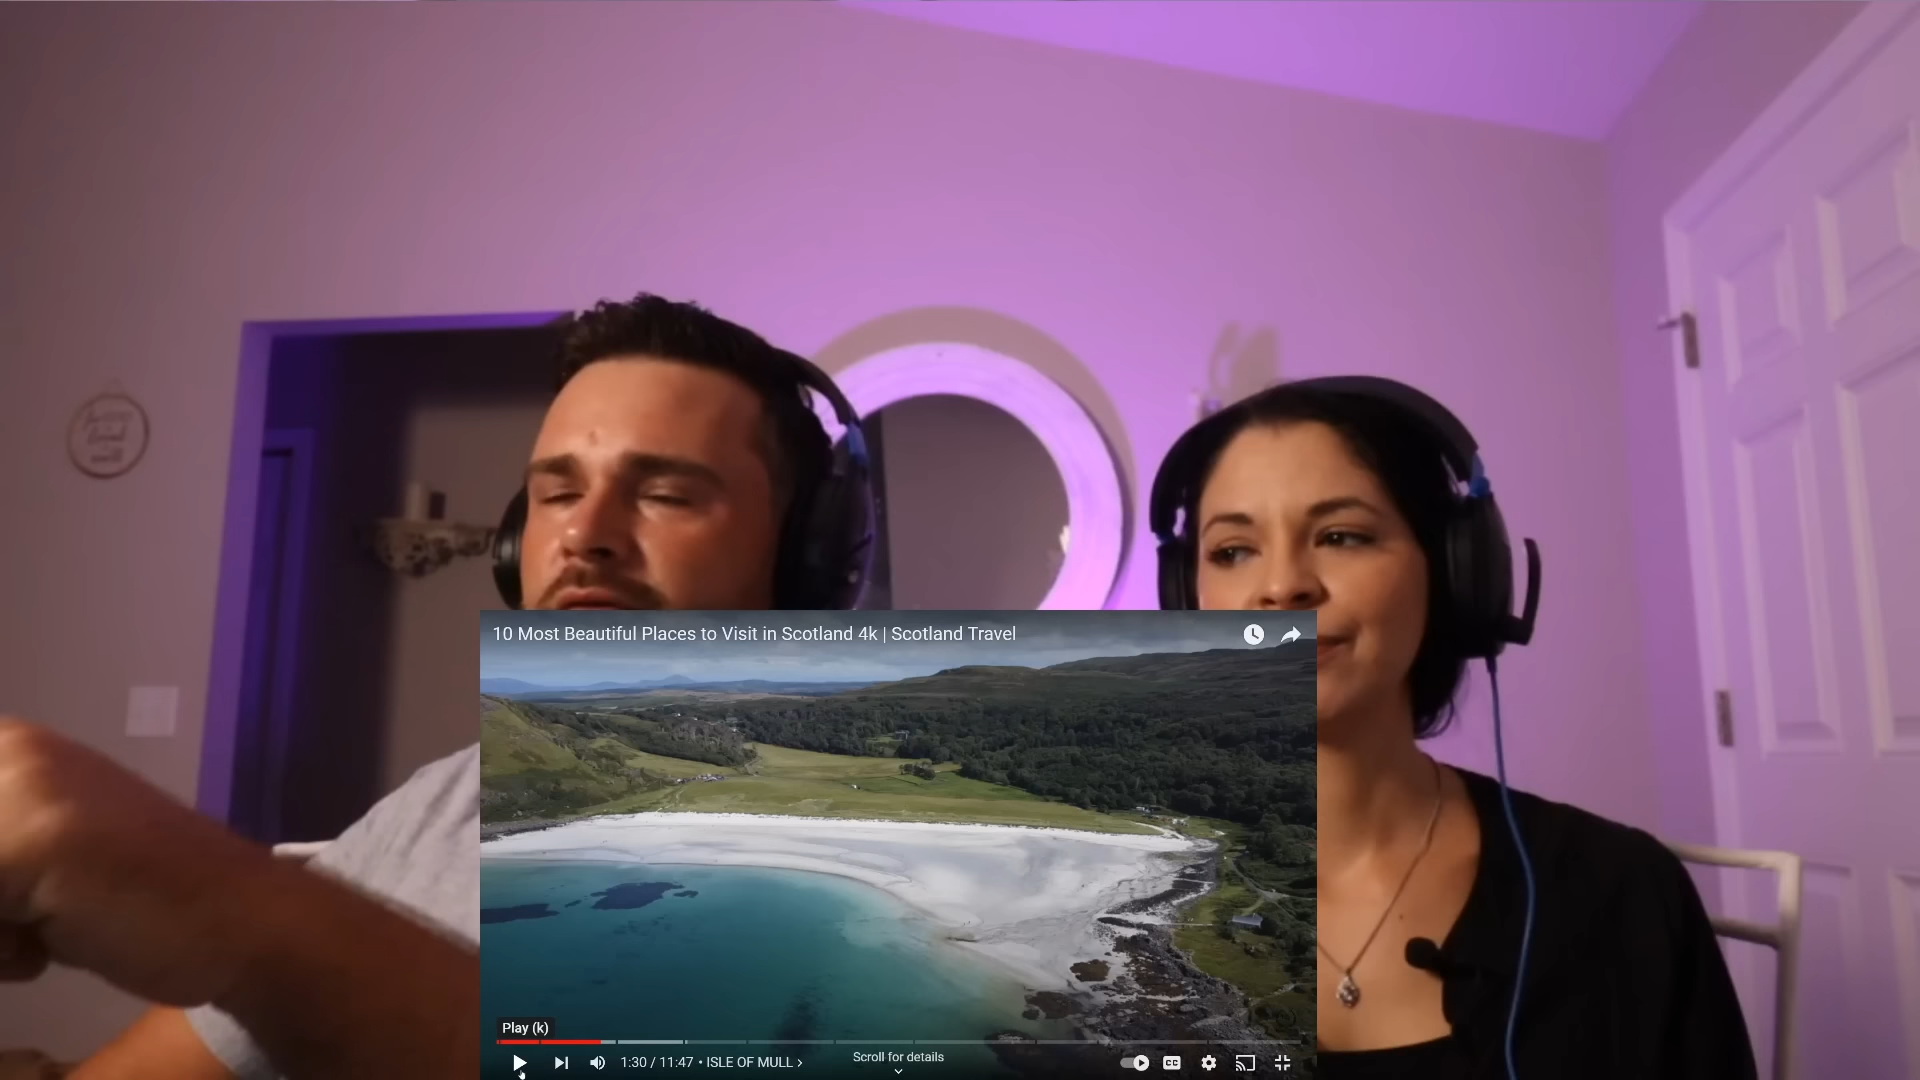 10 Most Beautiful Places to Visit in Scotland 4k | Scotland Travel
Play (k)
1:30 / 11:47 • ISLE OF MULL ›
Scroll for details
CC